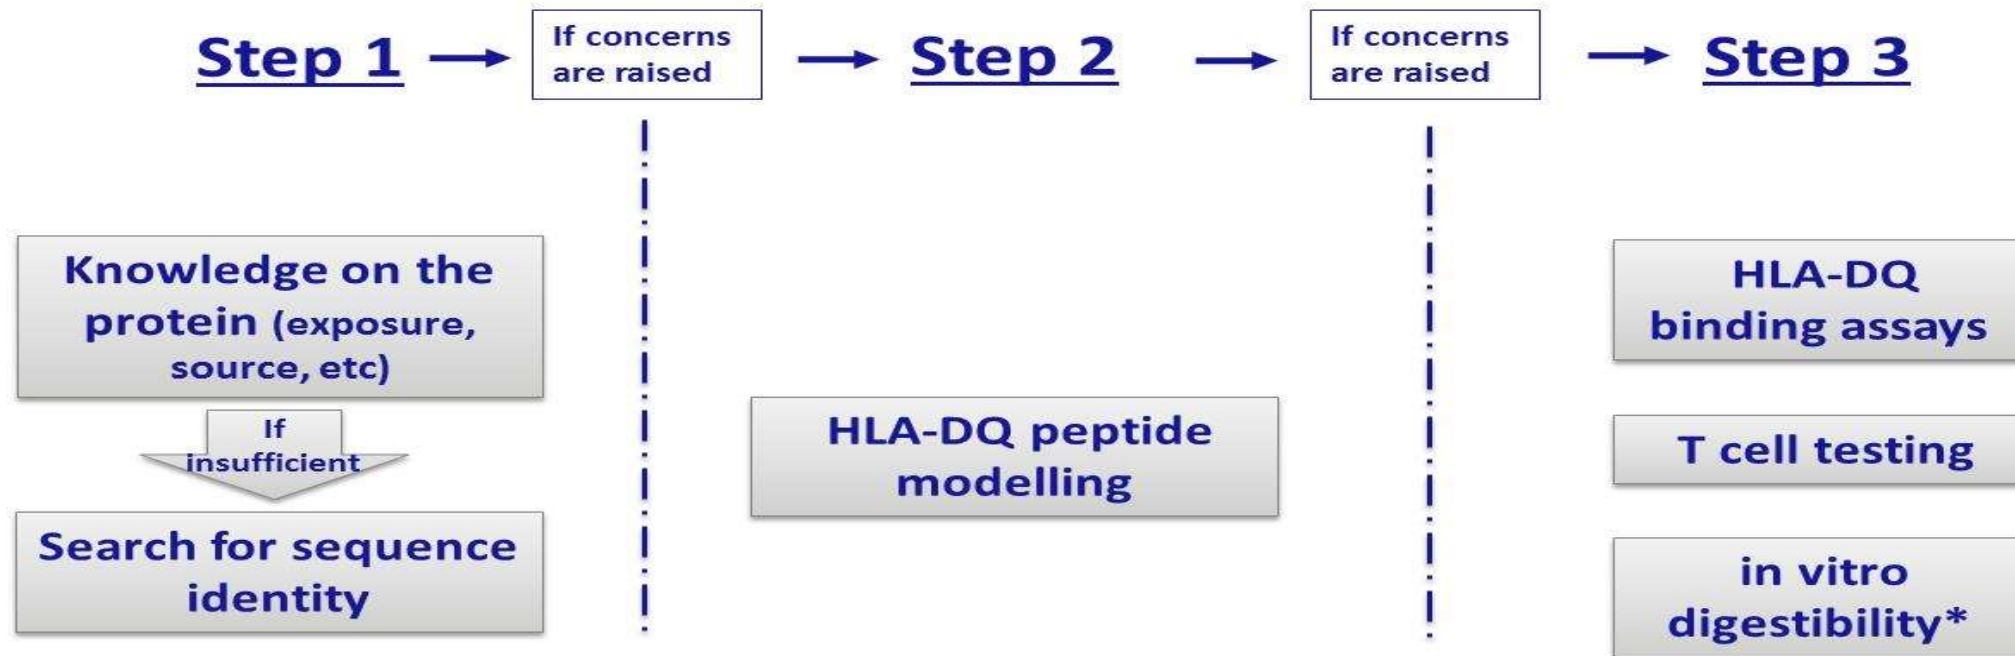 Step 1
If concerns
are raised
Step 2
If concerns
are raised
Step 3
Knowledge on the
protein (exposure,
source, etc)
If
insufficient
Search for sequence
identity
HLA-DQ peptide
modelling
HLA-DQ
binding assays
T cell testing
in vitro
digestibility*